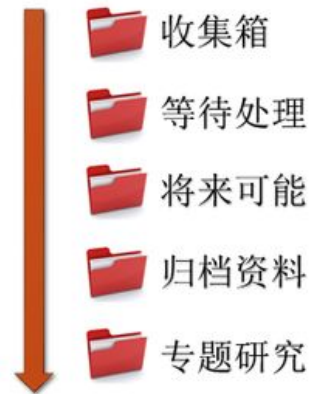 收集箱
等待处理
将来可能
归档资料
专题研究